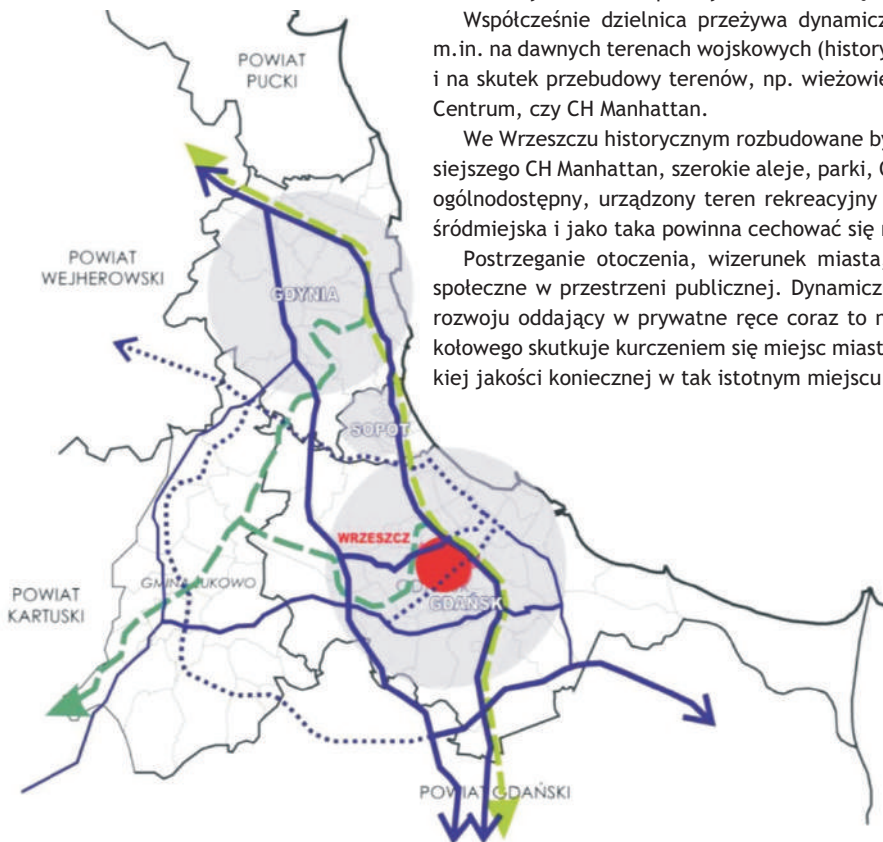 Współcześnie dzielnica przeżywa dynamicz
m.in. na dawnych terenach wojskowych (history
i na skutek przebudowy terenów, np. wieżowie
Centrum, czy CH Manhattan.
We Wrzeszczu historycznym rozbudowane by
siejszego CH Manhattan, szerokie aleje, parki,
ogólnodostępny, urządzony teren rekreacyjny
śródmiejska i jako taka powinna cechować się
Postrzeganie otoczenia, wizerunek miasta,
społeczne w przestrzeni publicznej. Dynamicz
rozwoju oddający w prywatne ręce coraz to
kołowego skutkuje kurczeniem się miejsc miast
kiej jakości koniecznej w tak istotnym miejscu
POWIAT
PUCKI
POWIAT
WEJHEROWSKI
GDYNIA
SOPOT
WRZESZCZ
GMINA ŻUKOWO
POWIAT
KARTUSKI
GDAŃSK
POWIAT GDAŃSKI